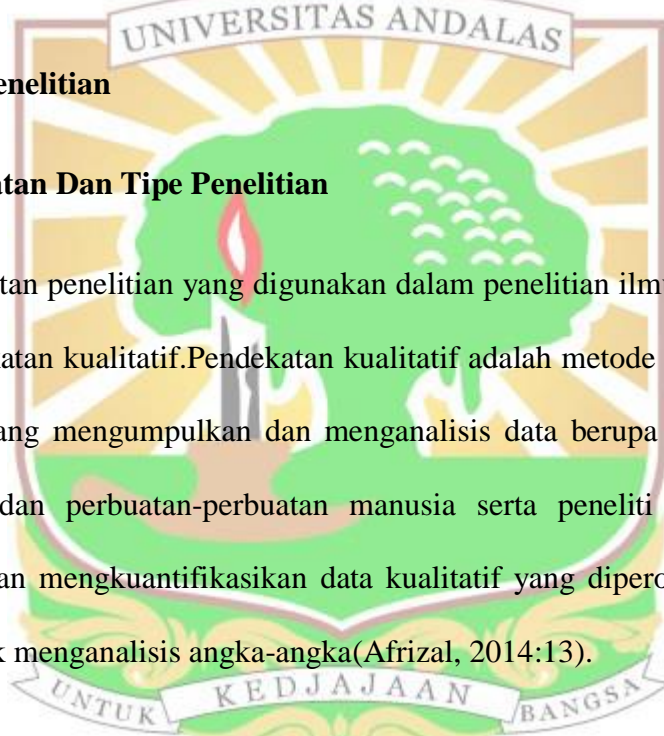 UNIVERSITAS ANDALAS
enelitian
atan Dan Tipe Penelitian
tan penelitian yang digunakan dalam penelitian ilm
atan kualitatif.Pendekatan kualitatif adalah metode
ang mengumpulkan dan menganalisis data berupa
dan perbuatan-perbuatan manusia serta peneliti
an mengkuantifikasikan data kualitatif yang dipero
k menganalisis angka-angka(Afrizal, 2014:13).
UNTUK KEDJAJAAN BANGSA